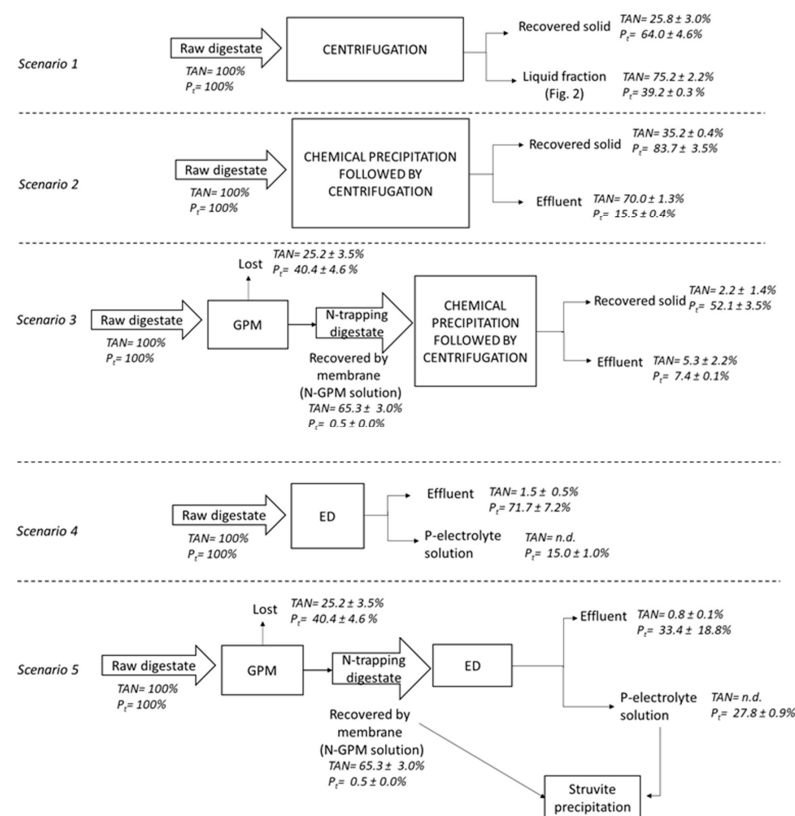 Scenario 1
Raw digestate
TAN= 100%
Pt= 100%
CENTRIFUGATION
Recovered solid
TAN= 25.8 ± 3.0%
Pt= 64.0 ± 4.6%
Liquid fraction
(Fig. 2)
TAN= 75.2 ± 2.2%
Pt= 39.2 ± 0.3 %
Scenario 2
Raw digestate
TAN= 100%
Pt= 100%
CHEMICAL PRECIPITATION
FOLLOWED BY
CENTRIFUGATION
Recovered solid
TAN= 35.2 ± 0.4%
Pt= 83.7 ± 3.5%
Effluent
TAN= 70.0 ± 1.3%
Pt= 15.5 ± 0.4%
Scenario 3
Raw digestate
TAN= 100%
Pt= 100%
Lost
TAN= 25.2 ± 3.5%
Pt= 40.4 ± 4.6 %
GPM
N-trapping
digestate
Recovered by
membrane
(N-GPM solution)
TAN= 65.3 ± 3.0%
Pt= 0.5 ± 0.0%
CHEMICAL
PRECIPITATION
FOLLOWED BY
CENTRIFUGATION
Recovered solid
TAN= 2.2 ± 1.4%
Pt= 52.1 ± 3.5%
Effluent
TAN= 5.3 ± 2.2%
Pt= 7.4 ± 0.1%
Scenario 4
Raw digestate
TAN= 100%
Pt= 100%
ED
Effluent
TAN= 1.5 ± 0.5%
Pt= 71.7 ± 7.2%
P-electrolyte
solution
TAN= n.d.
Pt= 15.0 ± 1.0%
Scenario 5
Raw digestate
TAN= 100%
Pt= 100%
Lost
TAN= 25.2 ± 3.5%
Pt= 40.4 ± 4.6 %
GPM
N-trapping
digestate
Recovered by
membrane
(N-GPM solution)
TAN= 65.3 ± 3.0%
Pt= 0.5 ± 0.0%
ED
Effluent
TAN= 0.8 ± 0.1%
Pt= 33.4 ± 18.8%
P-electrolyte
solution
TAN= n.d.
Pt= 27.8 ± 0.9%
Struvite
precipitation